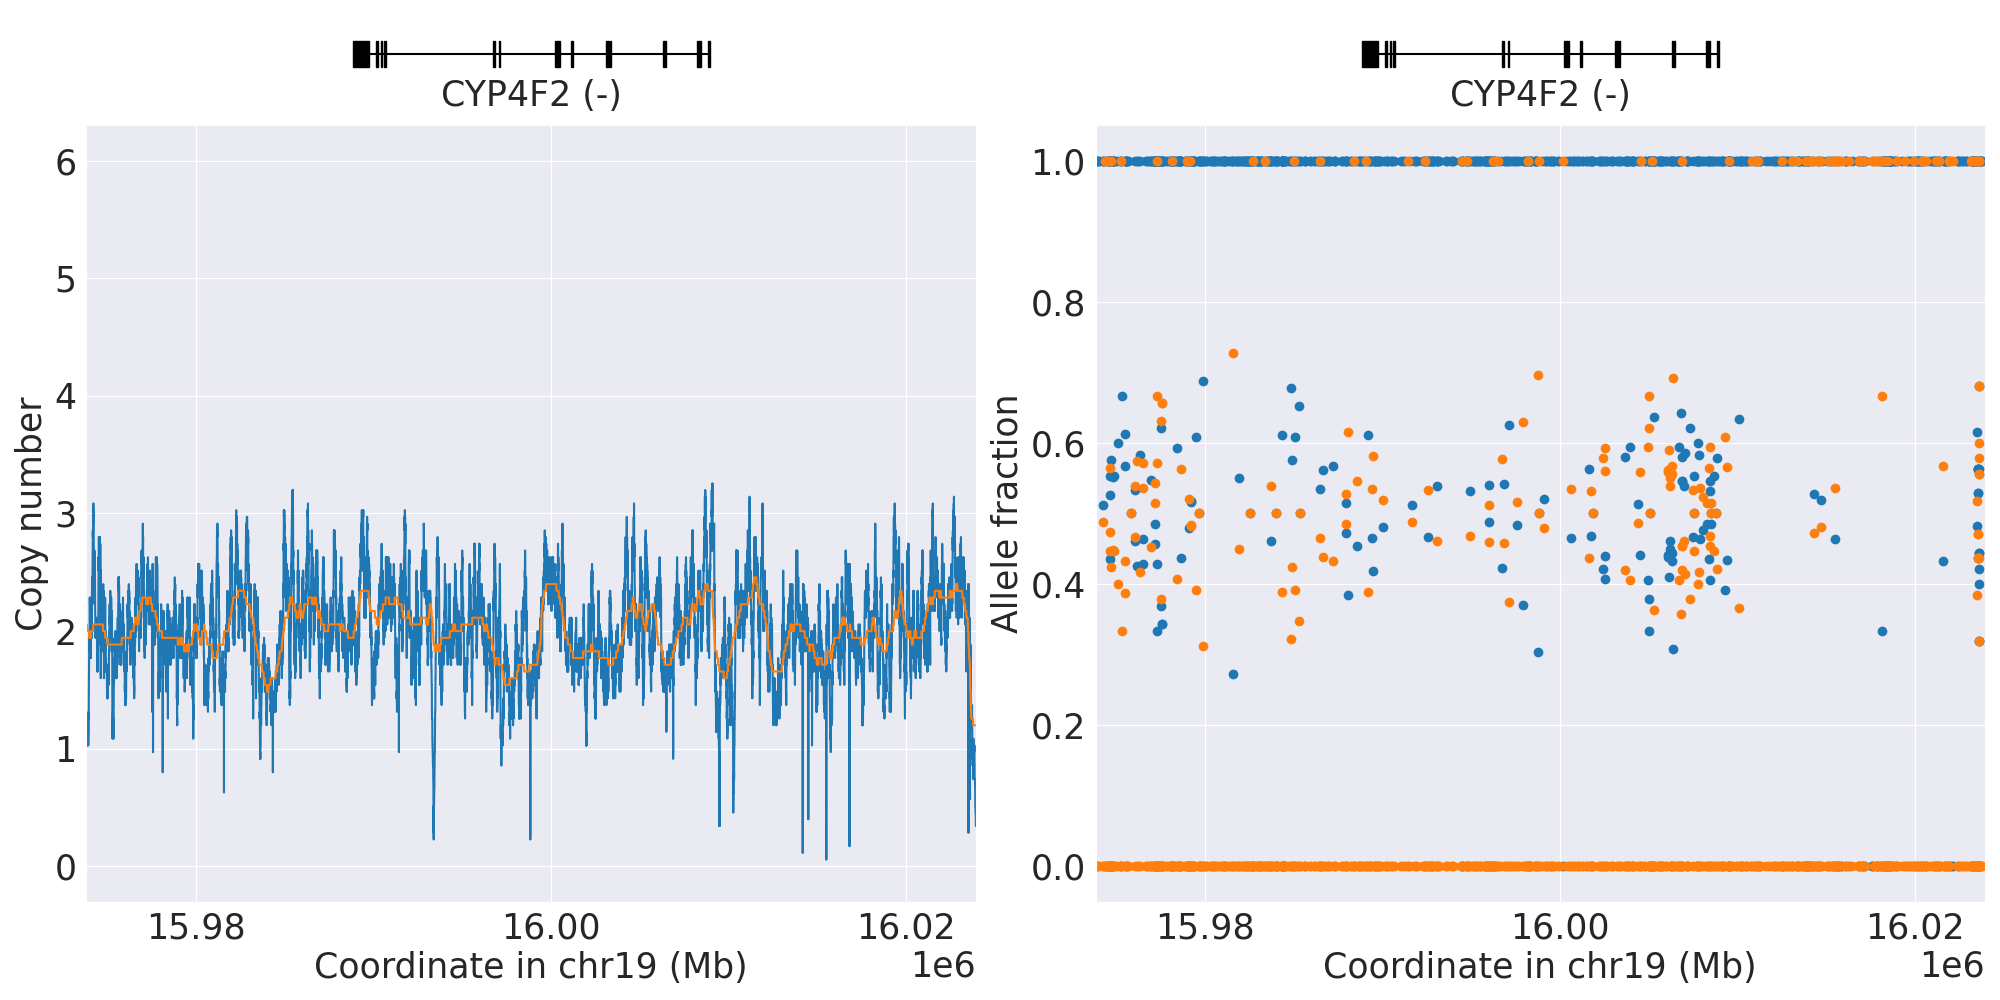 CYP4F2 (-)
6
5
4
3
2
1
0
Copy number
15.98
16.00
16.02
Coordinate in chr19 (Mb)
1e6
CYP4F2 (-)
1.0
0.8
0.6
0.4
0.2
0.0
Allele fraction
15.98
16.00
16.02
Coordinate in chr19 (Mb)
1e6